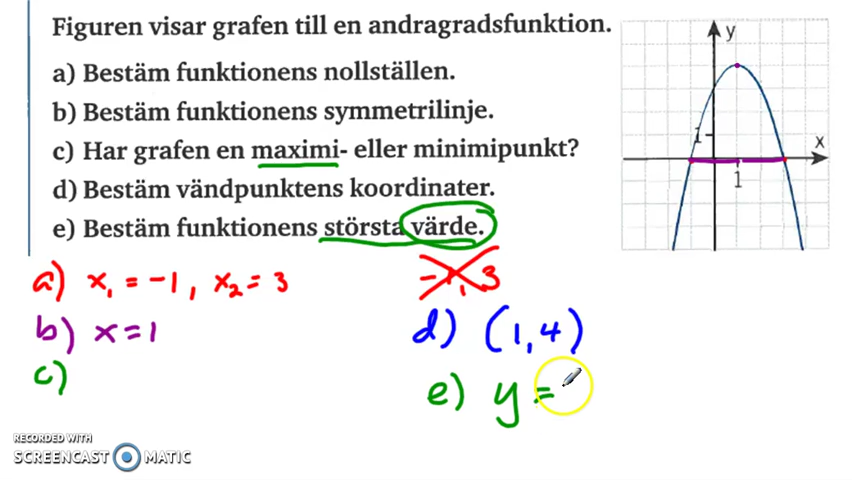 Figuren visar grafen till en andragradsfunktion.
a) Bestäm funktionens nollställen.
b) Bestäm funktionens symmetrilinje.
c) Har grafen en maximi- eller minimipunkt?
d) Bestäm vändpunktens koordinater.
e) Bestäm funktionens största värde.
y
1
x
1
a) x₁ = -1, x₂ = 3
b) x=1
c)
d) (1,4)
e) y =
RECORDED WITH
SCREENCAST MATIC